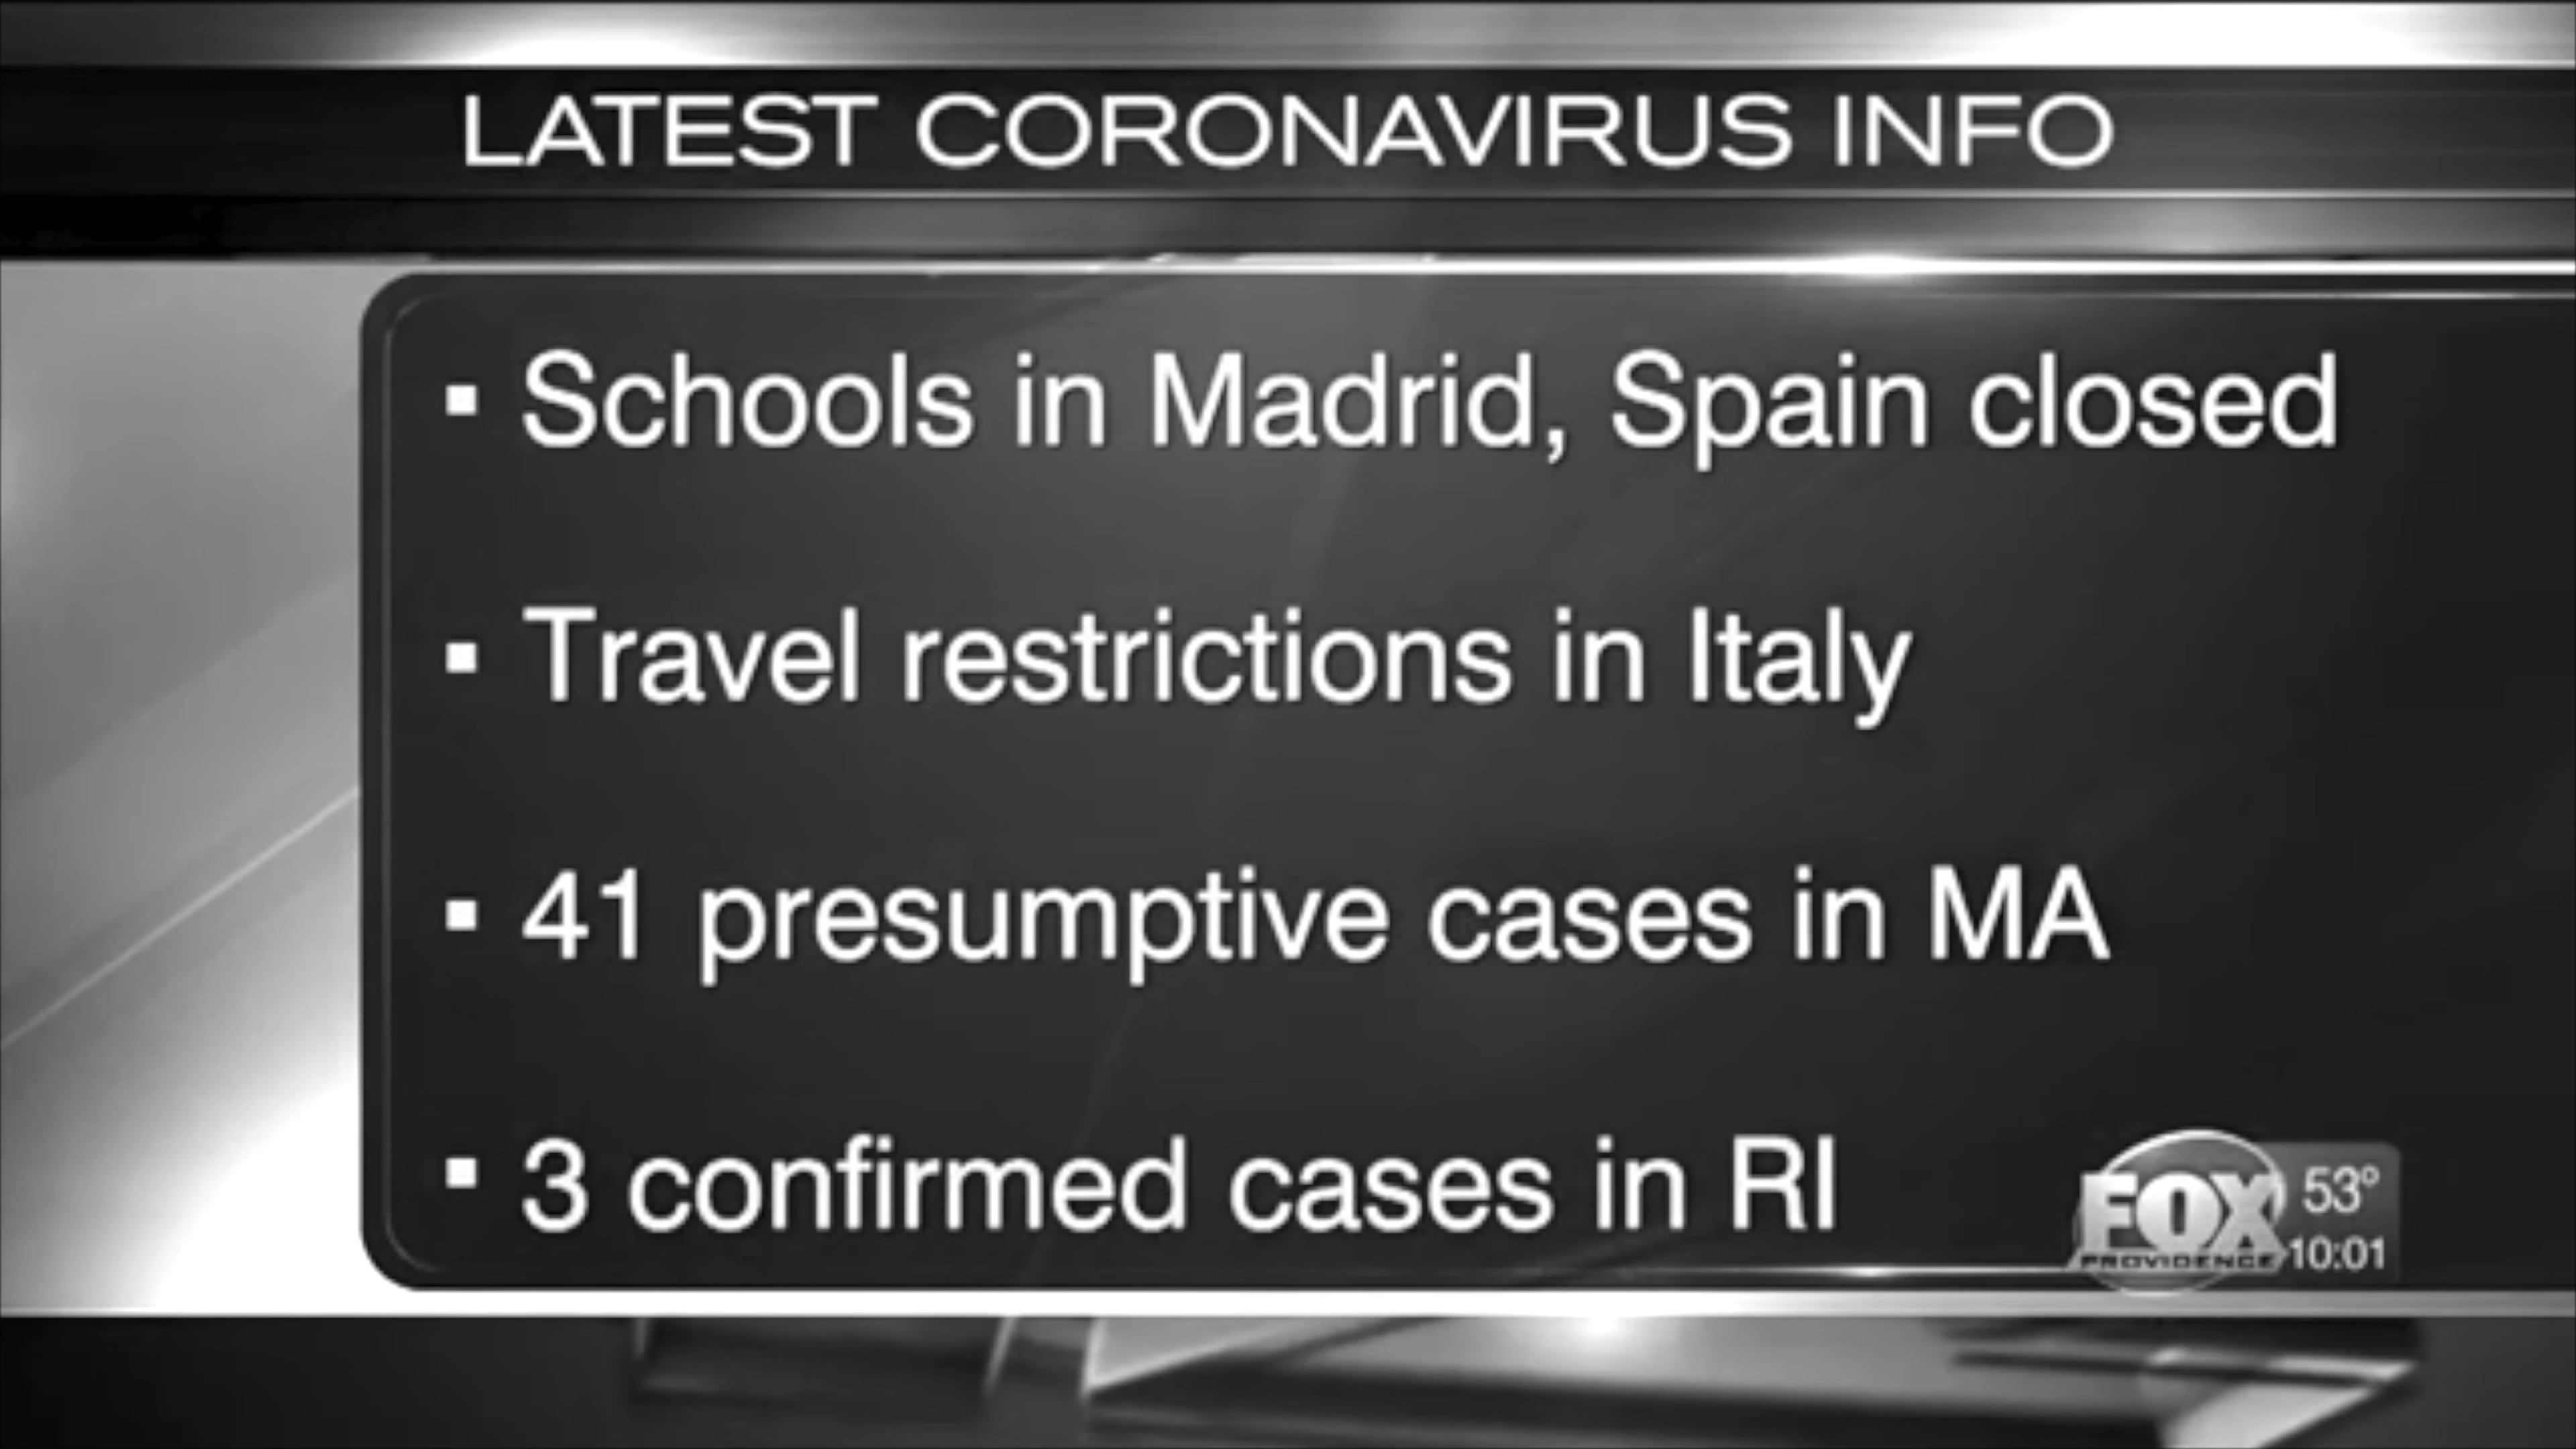 LATEST CORONAVIRUS INFO
▪ Schools in Madrid, Spain closed
▪ Travel restrictions in Italy
▪ 41 presumptive cases in MA
▪ 3 confirmed cases in RI
FOX 53°
PROVIDENCE 10:01